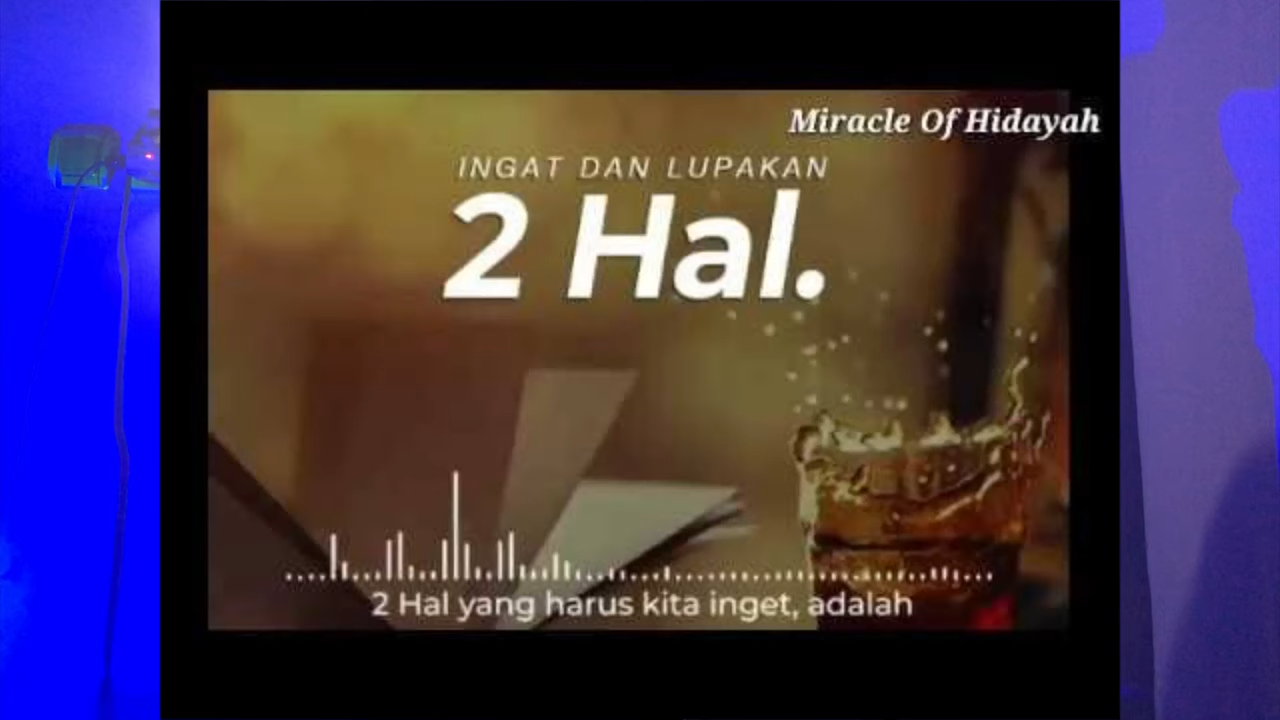 Miracle Of Hidayah
INGAT DAN LUPAKAN
2 Hal.
2 Hal yang harus kita inget, adalah